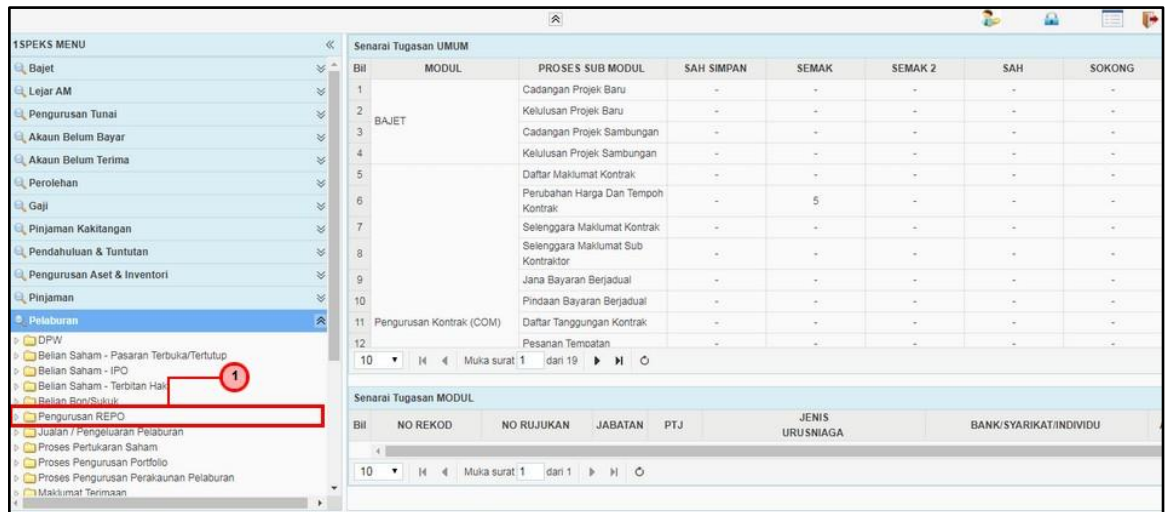 1SPEKS MENU
Bajet
Lejar AM
Pengurusan Tunai
Akaun Belum Bayar
Akaun Belum Terima
Perolehan
Gaji
Pinjaman Kakitangan
Pendahuluan & Tuntutan
Pengurusan Aset & Inventori
Pinjaman
Pelaburan
DPW
Belian Saham - Pasaran Terbuka/Tertutup
Belian Saham - IPO
Belian Saham - Terbitan Hak
Belian Bon/Sukuk
Pengurusan REPO
Jualan / Pengeluaran Pelaburan
Proses Pertukaran Saham
Proses Pengurusan Portfolio
Proses Pengurusan Perakaunan Pelaburan
Maklumat Terimaan
1
Senarai Tugasan UMUM
Bil MODUL PROSES SUB MODUL SAH SIMPAN SEMAK SEMAK 2 SAH SOKONG
1 Cadangan Projek Baru - - - - -
2 Kelulusan Projek Baru - - - - -
BAJET
3 Cadangan Projek Sambungan - - - - -
4 Kelulusan Projek Sambungan - - - - -
5 Daftar Maklumat Kontrak - - - - -
6 Perubahan Harga Dan Tempoh
Kontrak - 5 - - -
7 Selenggara Maklumat Kontrak - - - - -
8 Selenggara Maklumat Sub
Kontraktor - - - - -
9 Jana Bayaran Berjadual - - - - -
10 Pindaan Bayaran Berjadual - - - - -
11 Pengurusan Kontrak (COM) Daftar Tanggungan Kontrak - - - - -
12 Pesanan Tempatan - - - - -
10 Muka surat 1 dari 19
Senarai Tugasan MODUL
Bil NO REKOD NO RUJUKAN JABATAN PTJ JENIS
URUSNIAGA BANK/SYARIKAT/INDIVIDU
10 Muka surat 1 dari 1